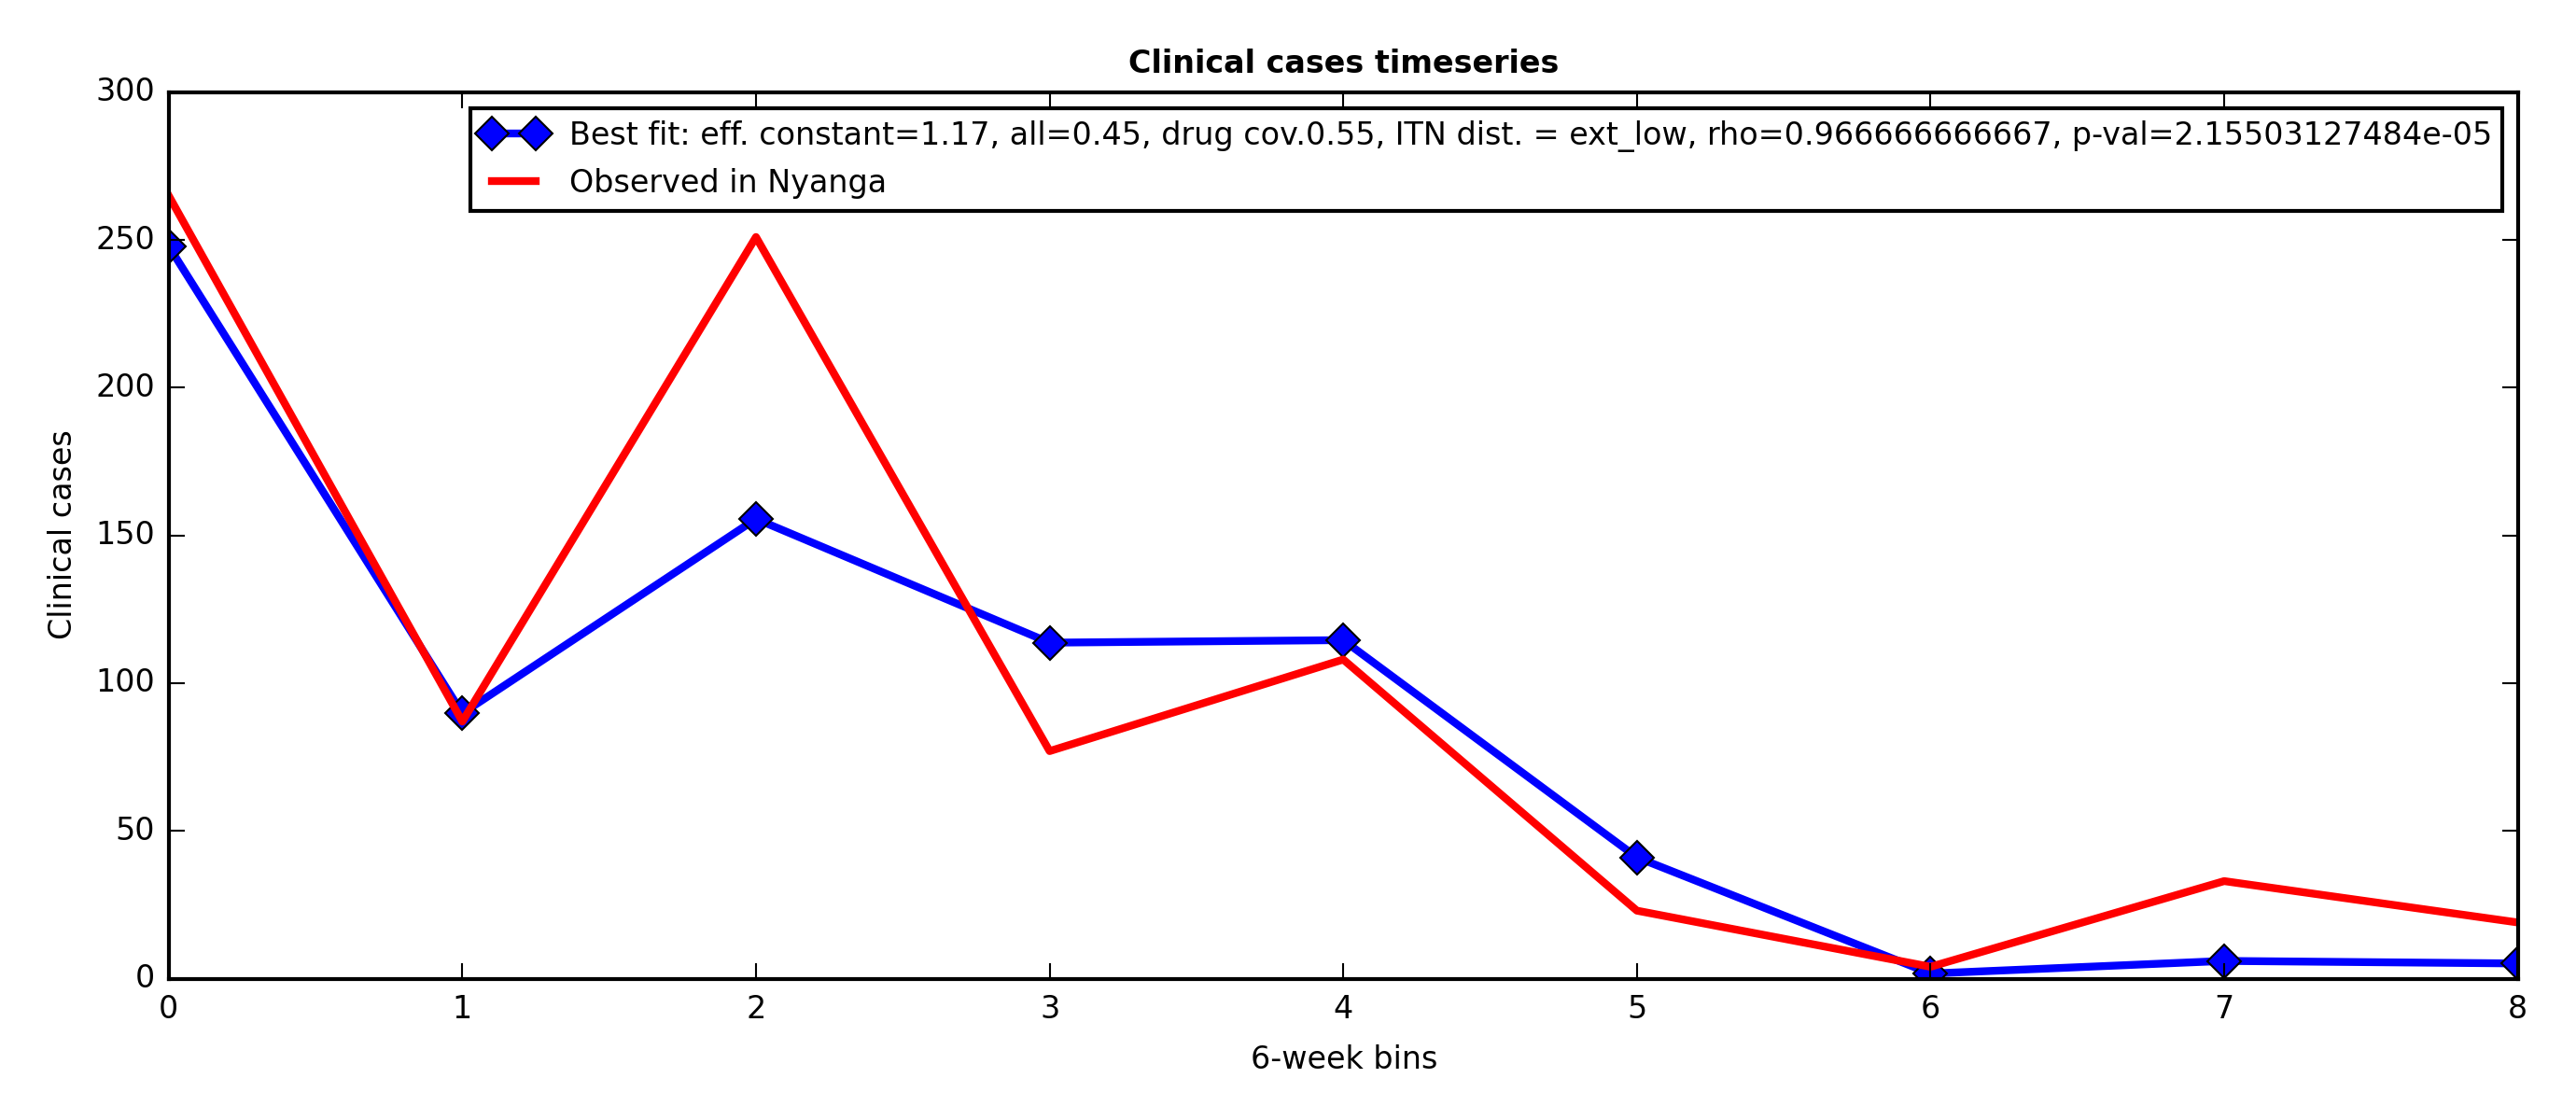 Clinical cases timeseries
300
250
200
150
100
50
0
Clinical cases
Best fit: eff. constant=1.17, all=0.45, drug cov.0.55, ITN dist. = ext_low, rho=0.966666666667, p-val=2.15503127484e-05
Observed in Nyanga
0 1 2 3 4 5 6 7 8
6-week bins